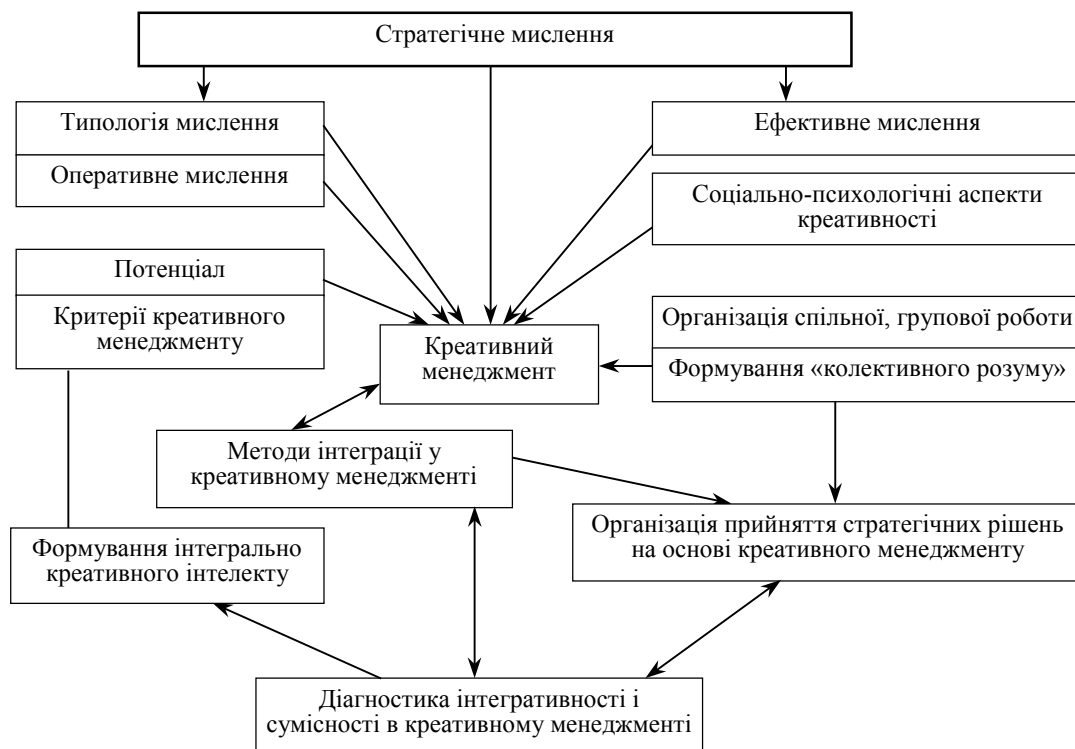 Стратегічне мислення
Типологія мислення
Оперативне мислення
Ефективне мислення
Соціально-психологічні аспекти
креативності
Потенціал
Критерії креативного
менеджменту
Креативний
менеджмент
Організація спільної, групової роботи
Формування «колективного розуму»
Методи інтеграції у
креативному менеджменті
Організація прийняття стратегічних рішень
на основі креативного менеджменту
Формування інтегрально
креативного інтелекту
Діагностика інтегративності і
сумісності в креативному менеджменті